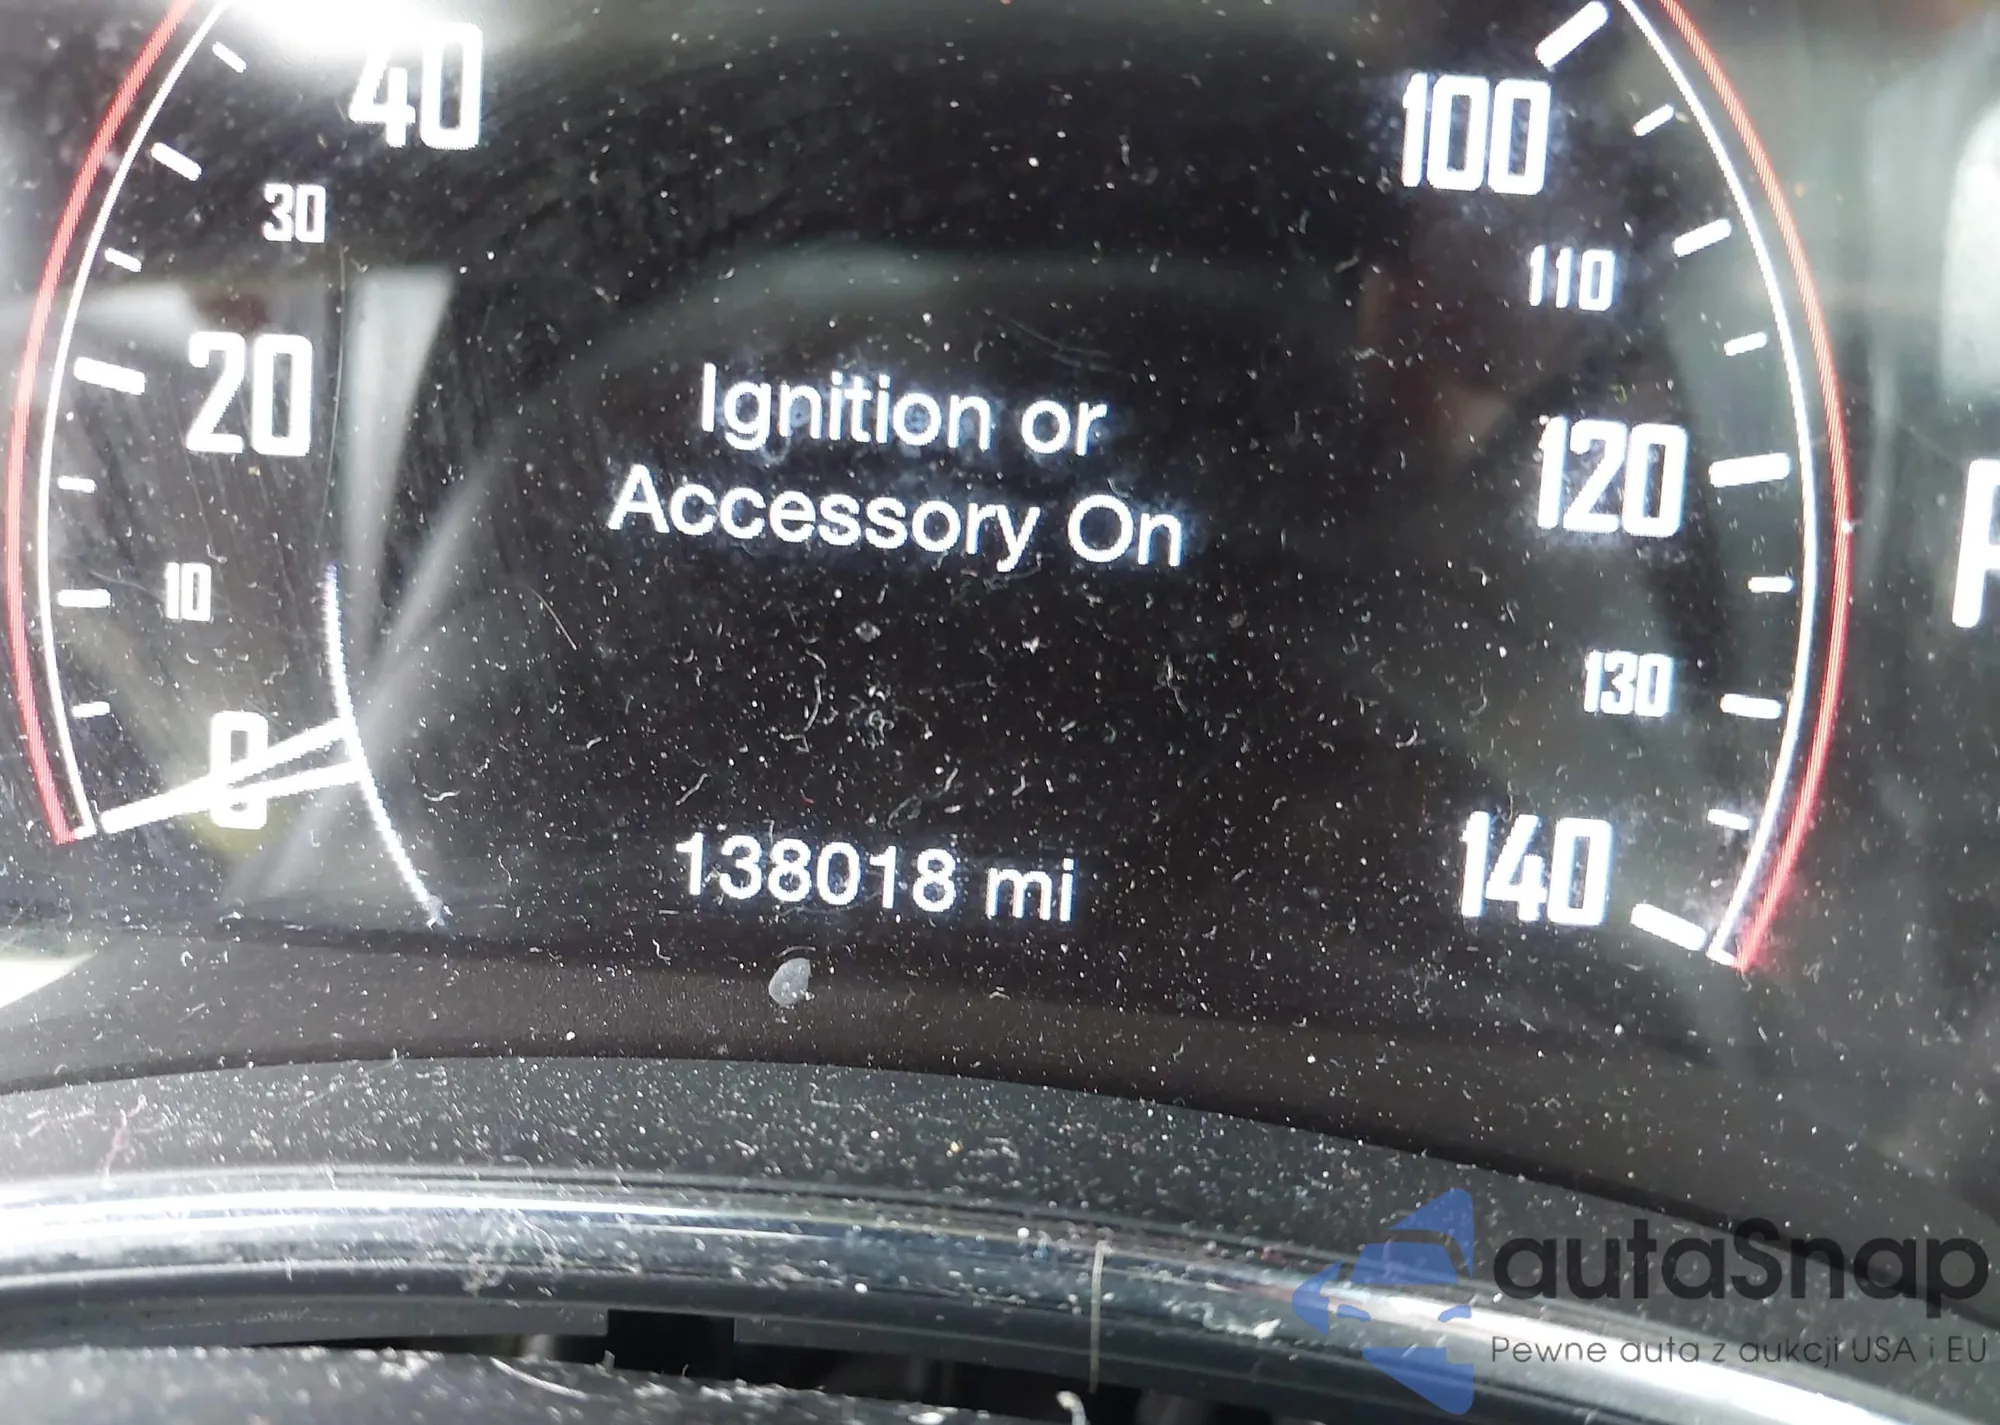 40
100
30
110
20
Ignition or
120
Accessory On
10
130
0
138018 mi
140
autaSnap
Pewne auta z aukcji USA i EU